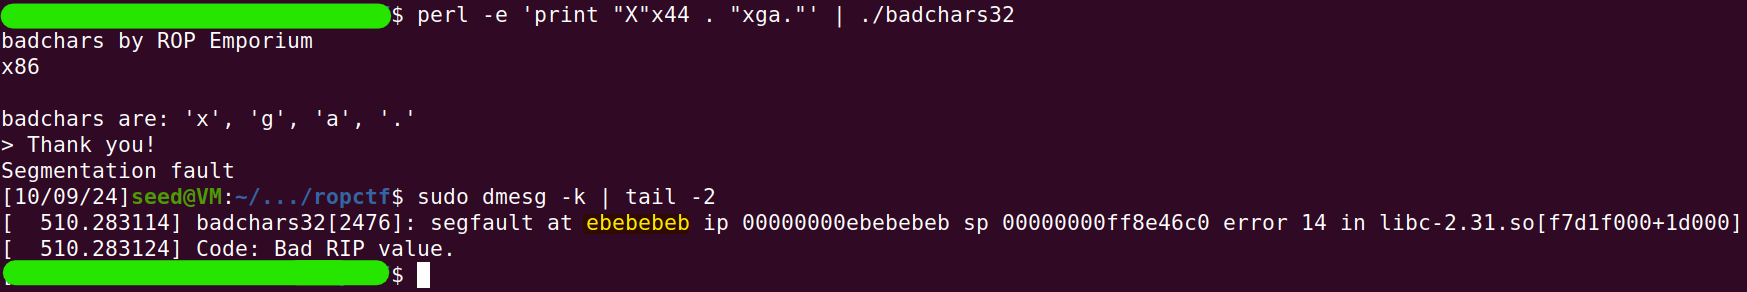 $ perl -e 'print "X"x44 . "xga."' | ./badchars32
badchars by ROP Emporium
x86
badchars are: 'x', 'g', 'a', '.'
> Thank you!
Segmentation fault
[10/09/24]seed@VM:~/.../ropctf$ sudo dmesg -k | tail -2
[  510.283114] badchars32[2476]: segfault at ebebebeb ip 00000000ebebebeb sp 00000000ff8e46c0 error 14 in libc-2.31.so[f7d1f000+1d000]
[  510.283124] Code: Bad RIP value.
$